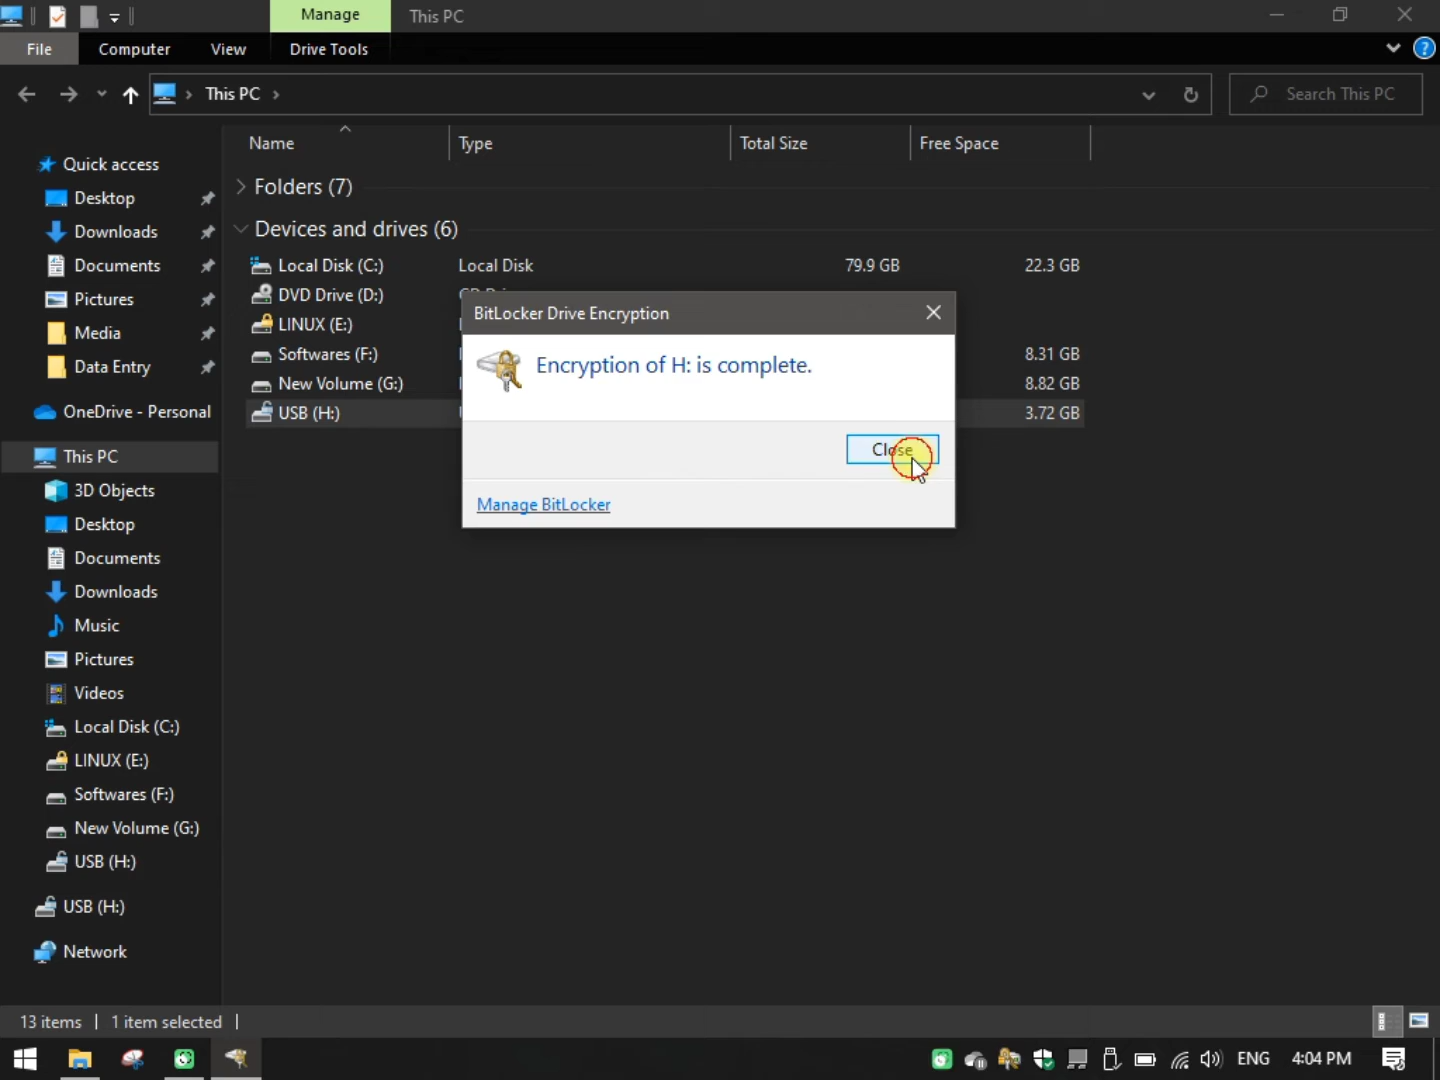 Manage
This PC
File
Computer
View
Drive Tools
This PC
Search This PC
Name
Type
Total Size
Free Space
Quick access
Desktop
Downloads
Documents
Pictures
Media
Data Entry
OneDrive - Personal
This PC
3D Objects
Desktop
Documents
Downloads
Music
Pictures
Videos
Local Disk (C:)
LINUX (E:)
Softwares (F:)
New Volume (G:)
USB (H:)
USB (H:)
Network
Folders (7)
Devices and drives (6)
Local Disk (C:) Local Disk 79.9 GB 22.3 GB
DVD Drive (D:)
LINUX (E:)
Softwares (F:) 8.31 GB
New Volume (G:) 8.82 GB
USB (H:) 3.72 GB
BitLocker Drive Encryption
Encryption of H: is complete.
Close
Manage BitLocker
13 items
1 item selected
ENG
4:04 PM